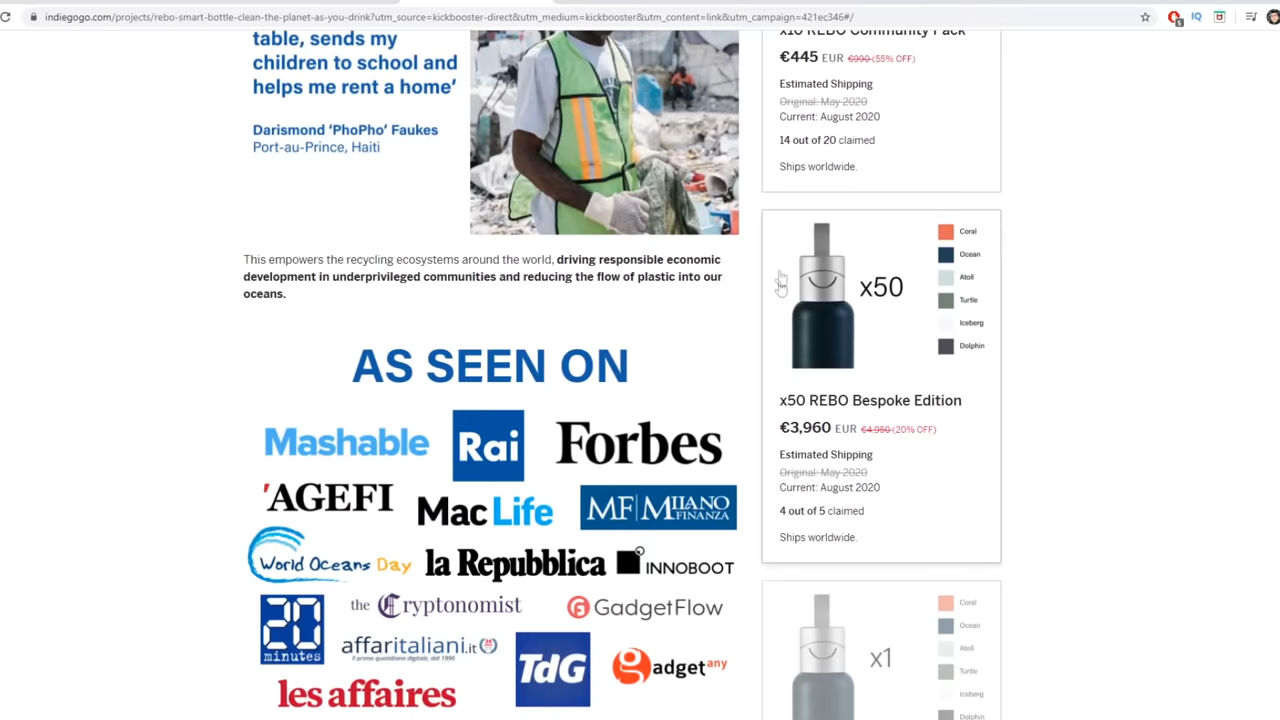 indiegogo.com/projects/rebo-smart-bottle-clean-the-planet-as-you-drink?utm_source=kickbooster-direct&utm_medium=kickbooster&utm_content=link&utm_campaign=421ec346#/
table, sends my
children to school and
helps me rent a home'
Darismond 'PhoPho' Faukes
Port-au-Prince, Haiti
This empowers the recycling ecosystems around the world, driving responsible economic
development in underprivileged communities and reducing the flow of plastic into our
oceans.
AS SEEN ON
Mashable
Rai
Forbes
'AGEFI
MacLife
MF MILANO
FINANZA
World Oceans Day
la Repubblica
INNOBOOT
20
minutes
the Cryptonomist
GadgetFlow
affaritaliani.it
Il primo quotidiano digitale, dal 1996
TdG
gadgetany
les affaires
x10 REBO Community Pack
€445 EUR €990 (55% OFF)
Estimated Shipping
Original: May 2020
Current: August 2020
14 out of 20 claimed
Ships worldwide.
x50
Coral
Ocean
Atoll
Turtle
Iceberg
Dolphin
x50 REBO Bespoke Edition
€3,960 EUR €4,950 (20% OFF)
Estimated Shipping
Original: May 2020
Current: August 2020
4 out of 5 claimed
Ships worldwide.
x1
Coral
Ocean
Atoll
Turtle
Iceberg
Dolphin